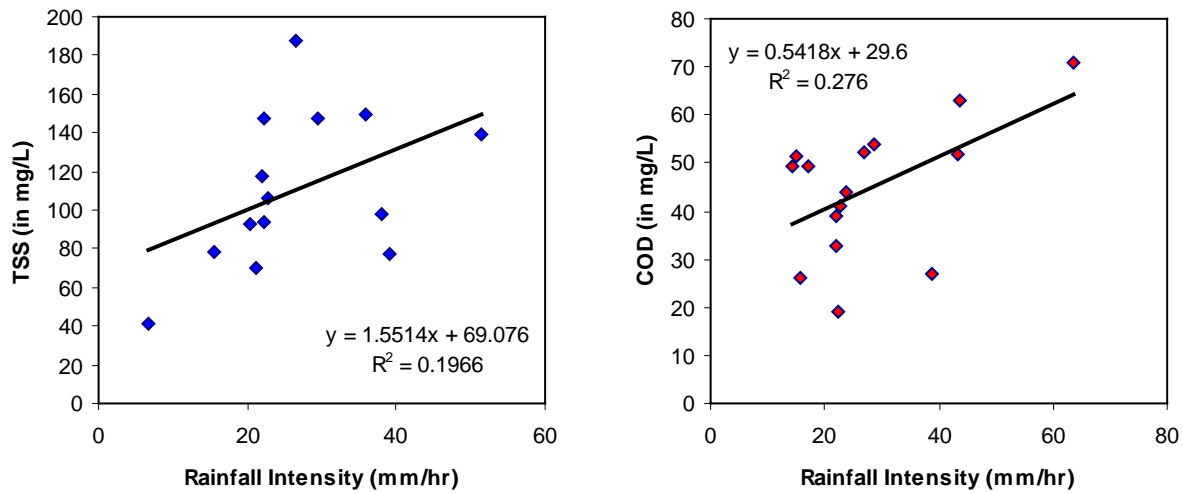 200
180
160
140
120
100
80
60
40
20
0
TSS (in mg/L)
y = 1.5514x + 69.076
R² = 0.1966
0 20 40 60
Rainfall Intensity (mm/hr)
80
70
60
50
40
30
20
10
0
COD (in mg/L)
y = 0.5418x + 29.6
R² = 0.276
0 20 40 60 80
Rainfall Intensity (mm/hr)